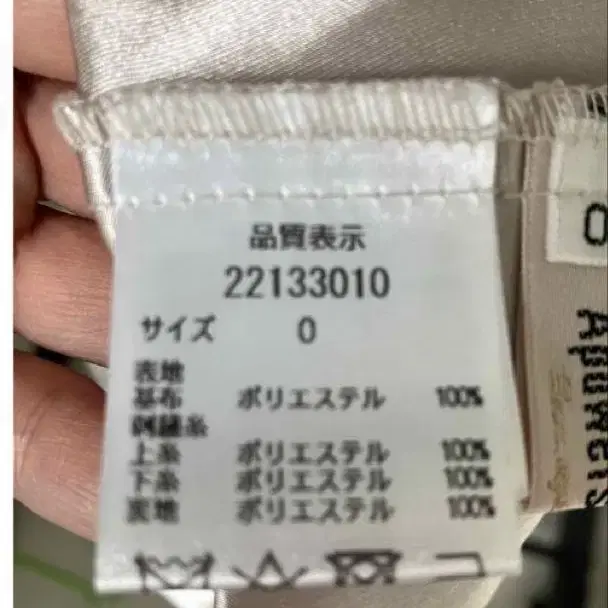 品質表示
22133010
サイズ 0
表地
基布 ポリエステル 100%
刺繍糸
上糸 ポリエステル 100%
下糸 ポリエステル 100%
裏地 ポリエステル 100%
0